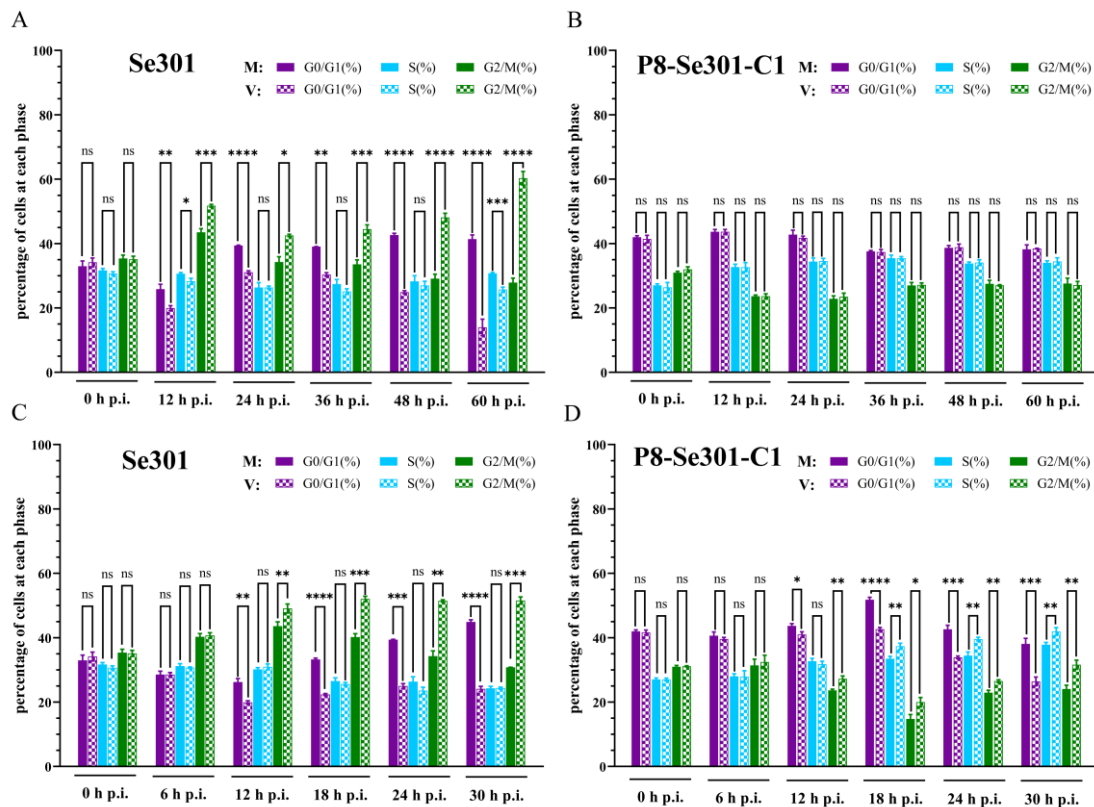 A
Se301
M: G0/G1(%) S(%) G2/M(%)
V: G0/G1(%) S(%) G2/M(%)
percentage of cells at each phase
100
80
60
40
20
0
ns ns ns
** * ***
**** ns *
** ns ***
**** ns ****
**** *** ****
0 h p.i. 12 h p.i. 24 h p.i. 36 h p.i. 48 h p.i. 60 h p.i.
B
P8-Se301-C1
M: G0/G1(%) S(%) G2/M(%)
V: G0/G1(%) S(%) G2/M(%)
percentage of cells at each phase
100
80
60
40
20
0
ns ns ns
ns ns ns
ns ns ns
ns ns ns
ns ns ns
ns ns ns
0 h p.i. 12 h p.i. 24 h p.i. 36 h p.i. 48 h p.i. 60 h p.i.
C
Se301
M: G0/G1(%) S(%) G2/M(%)
V: G0/G1(%) S(%) G2/M(%)
percentage of cells at each phase
100
80
60
40
20
0
ns ns ns
ns ns ns
** ns **
**** ns ***
*** ns **
**** ns ***
0 h p.i. 6 h p.i. 12 h p.i. 18 h p.i. 24 h p.i. 30 h p.i.
D
P8-Se301-C1
M: G0/G1(%) S(%) G2/M(%)
V: G0/G1(%) S(%) G2/M(%)
percentage of cells at each phase
100
80
60
40
20
0
ns ns ns
ns ns ns
* ns **
**** ** *
*** ** **
*** ** **
0 h p.i. 6 h p.i. 12 h p.i. 18 h p.i. 24 h p.i. 30 h p.i.